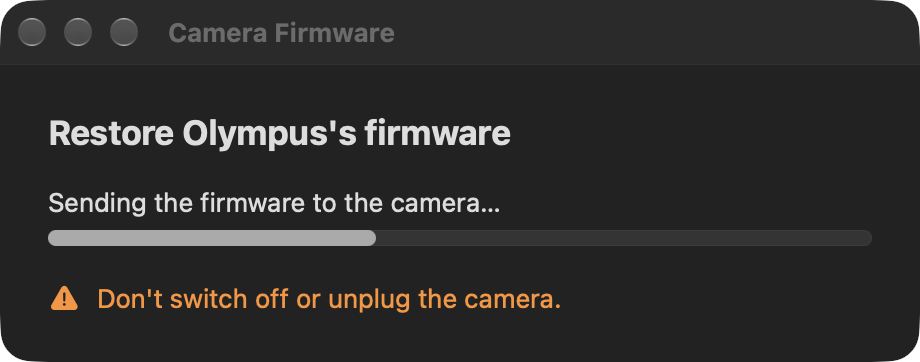 Camera Firmware
Restore Olympus's firmware
Sending the firmware to the camera...
Don't switch off or unplug the camera.